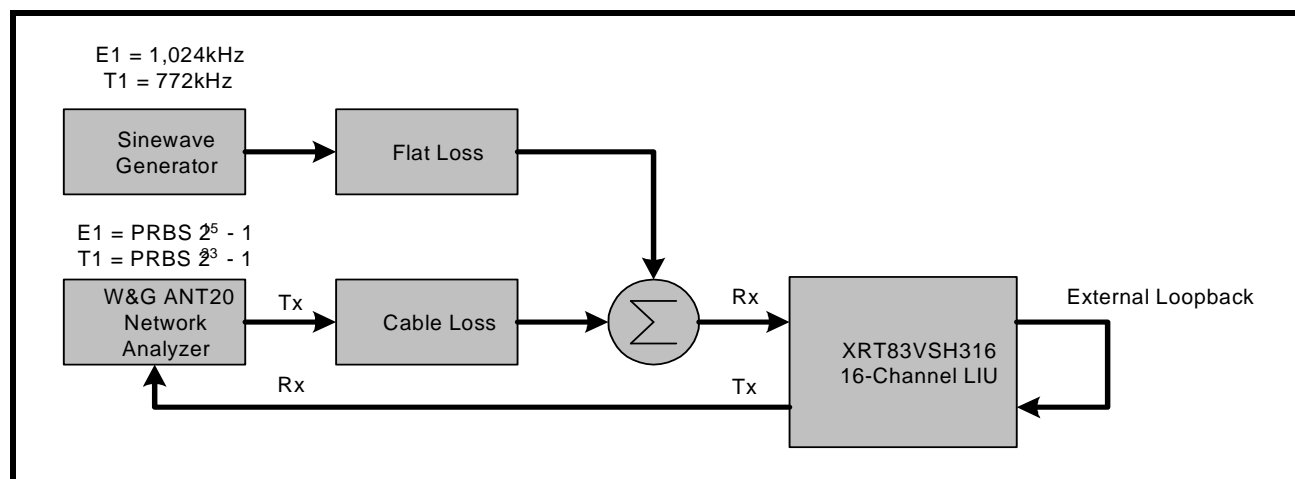 E1 = 1,024kHz
T1 = 772kHz
Sinewave
Generator
Flat Loss
E1 = PRBS 2¹⁵ - 1
T1 = PRBS 2²³ - 1
W&G ANT20
Network
Analyzer
Tx
Cable Loss
Σ
Rx
External Loopback
XRT83VSH316
16-Channel LIU
Rx
Tx